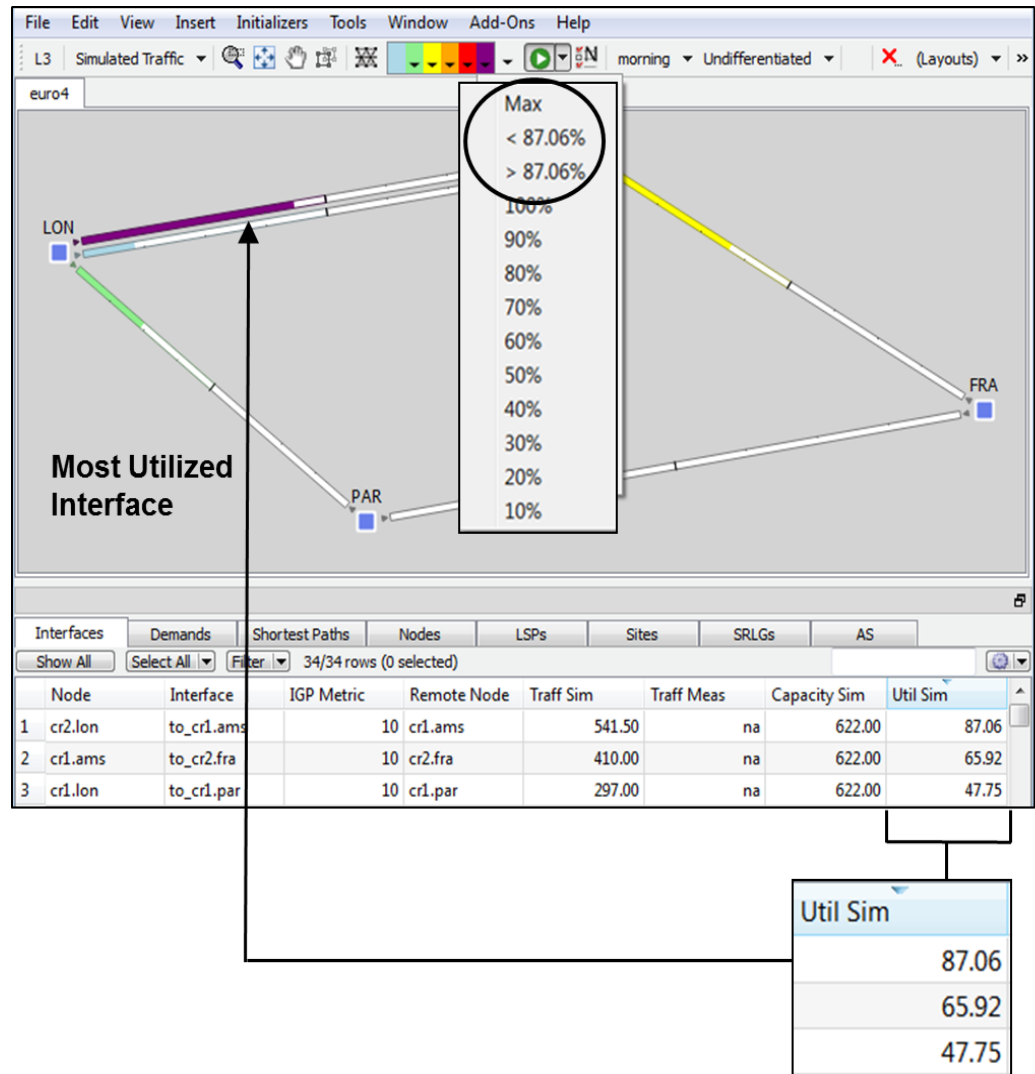 File Edit View Insert Initializers Tools Window Add-Ons Help
L3 Simulated Traffic morning Undifferentiated (Layouts) »
euro4
Max
< 87.06%
> 87.06%
100%
90%
80%
70%
60%
50%
40%
30%
20%
10%
LON
FRA
PAR
Most Utilized
Interface
Interfaces Demands Shortest Paths Nodes LSPs Sites SRLGs AS
Show All Select All Filter 34/34 rows (0 selected)
Node Interface IGP Metric Remote Node Traff Sim Traff Meas Capacity Sim Util Sim
1 cr2.lon to_cr1.ams 10 cr1.ams 541.50 na 622.00 87.06
2 cr1.ams to_cr2.fra 10 cr2.fra 410.00 na 622.00 65.92
3 cr1.lon to_cr1.par 10 cr1.par 297.00 na 622.00 47.75
Util Sim
87.06
65.92
47.75